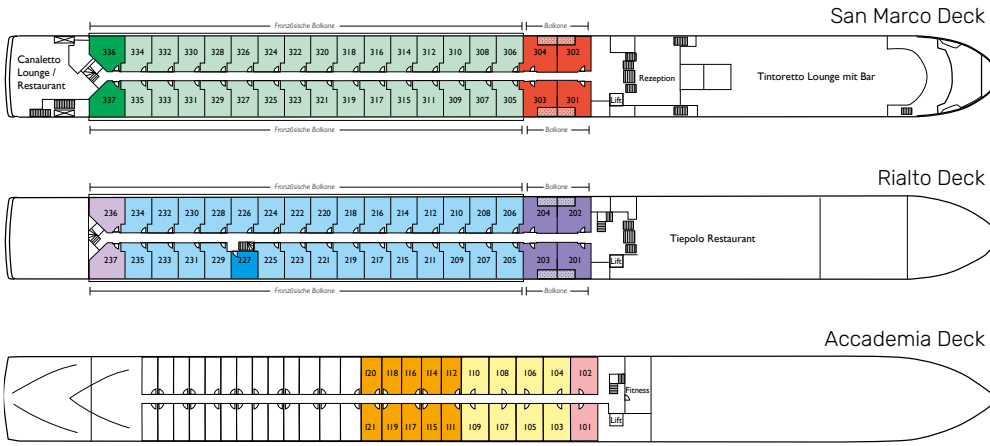 San Marco Deck
Französische Balkone
Balkone
336 334 332 330 328 326 324 322 320 318 316 314 312 310 308 306 304 302
Canaletto
Lounge /
Restaurant
Rezeption
Tintoretto Lounge mit Bar
Lift
337 335 333 331 329 327 325 323 321 319 317 315 311 309 307 305 303 301
Französische Balkone
Balkone
Rialto Deck
Französische Balkone
Balkone
236 234 232 230 228 226 224 222 220 218 216 214 212 210 208 206 204 202
Tiepolo Restaurant
Lift
237 235 233 231 229 227 225 223 221 219 217 215 211 209 207 205 203 201
Französische Balkone
Balkone
Accademia Deck
120 118 116 114 112 110 108 106 104 102
Fitness
Lift
121 119 117 115 111 109 107 105 103 101